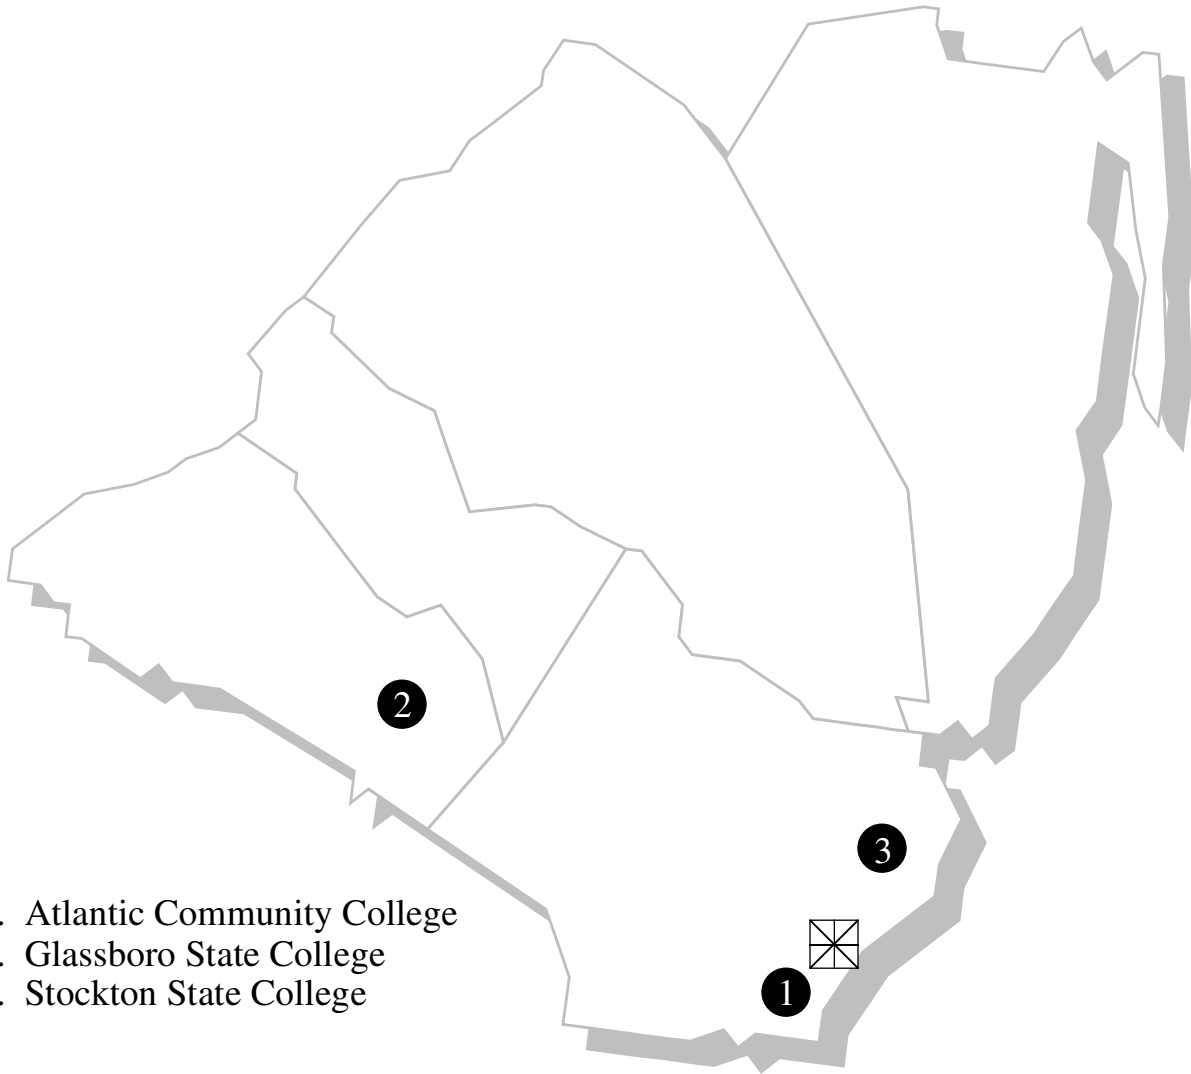 2
3
1
. Atlantic Community College
. Glassboro State College
. Stockton State College